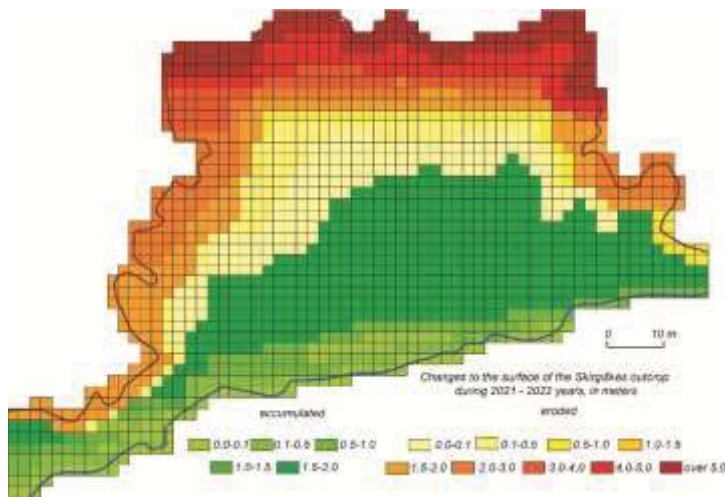 0 10 m
Changes to the surface of the Skirgiškes outcrop
during 2021 - 2022 years, in meters
accumulated eroded
0.0-0.1 0.1-0.5 0.5-1.0 0.0-0.1 0.1-0.5 0.5-1.0 1.0-1.5
1.0-1.5 1.5-2.0 1.5-2.0 2.0-3.0 3.0-4.0 4.0-5.0 over 5.0